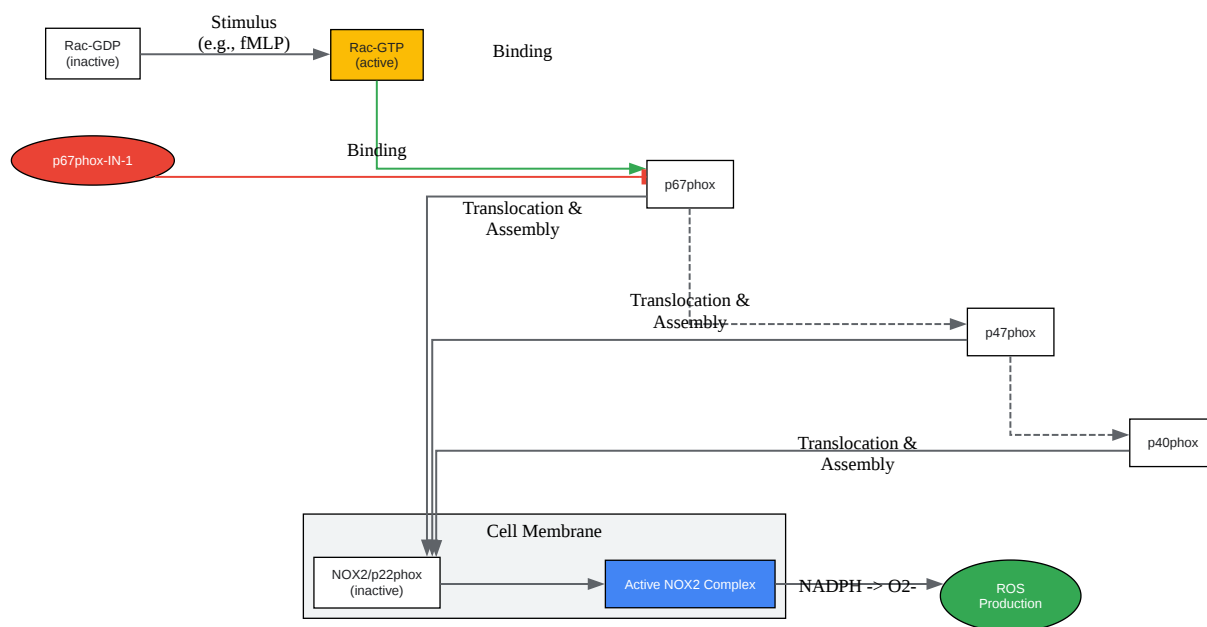 Stimulus
(e.g., fMLP)
Rac-GDP
(inactive)
Rac-GTP
(active)
Binding
Binding
p67phox-IN-1
p67phox
Translocation &
Assembly
Translocation &
Assembly
p47phox
Translocation &
Assembly
p40phox
Cell Membrane
NOX2/p22phox
(inactive)
Active NOX2 Complex
NADPH -> O2-
ROS
Production